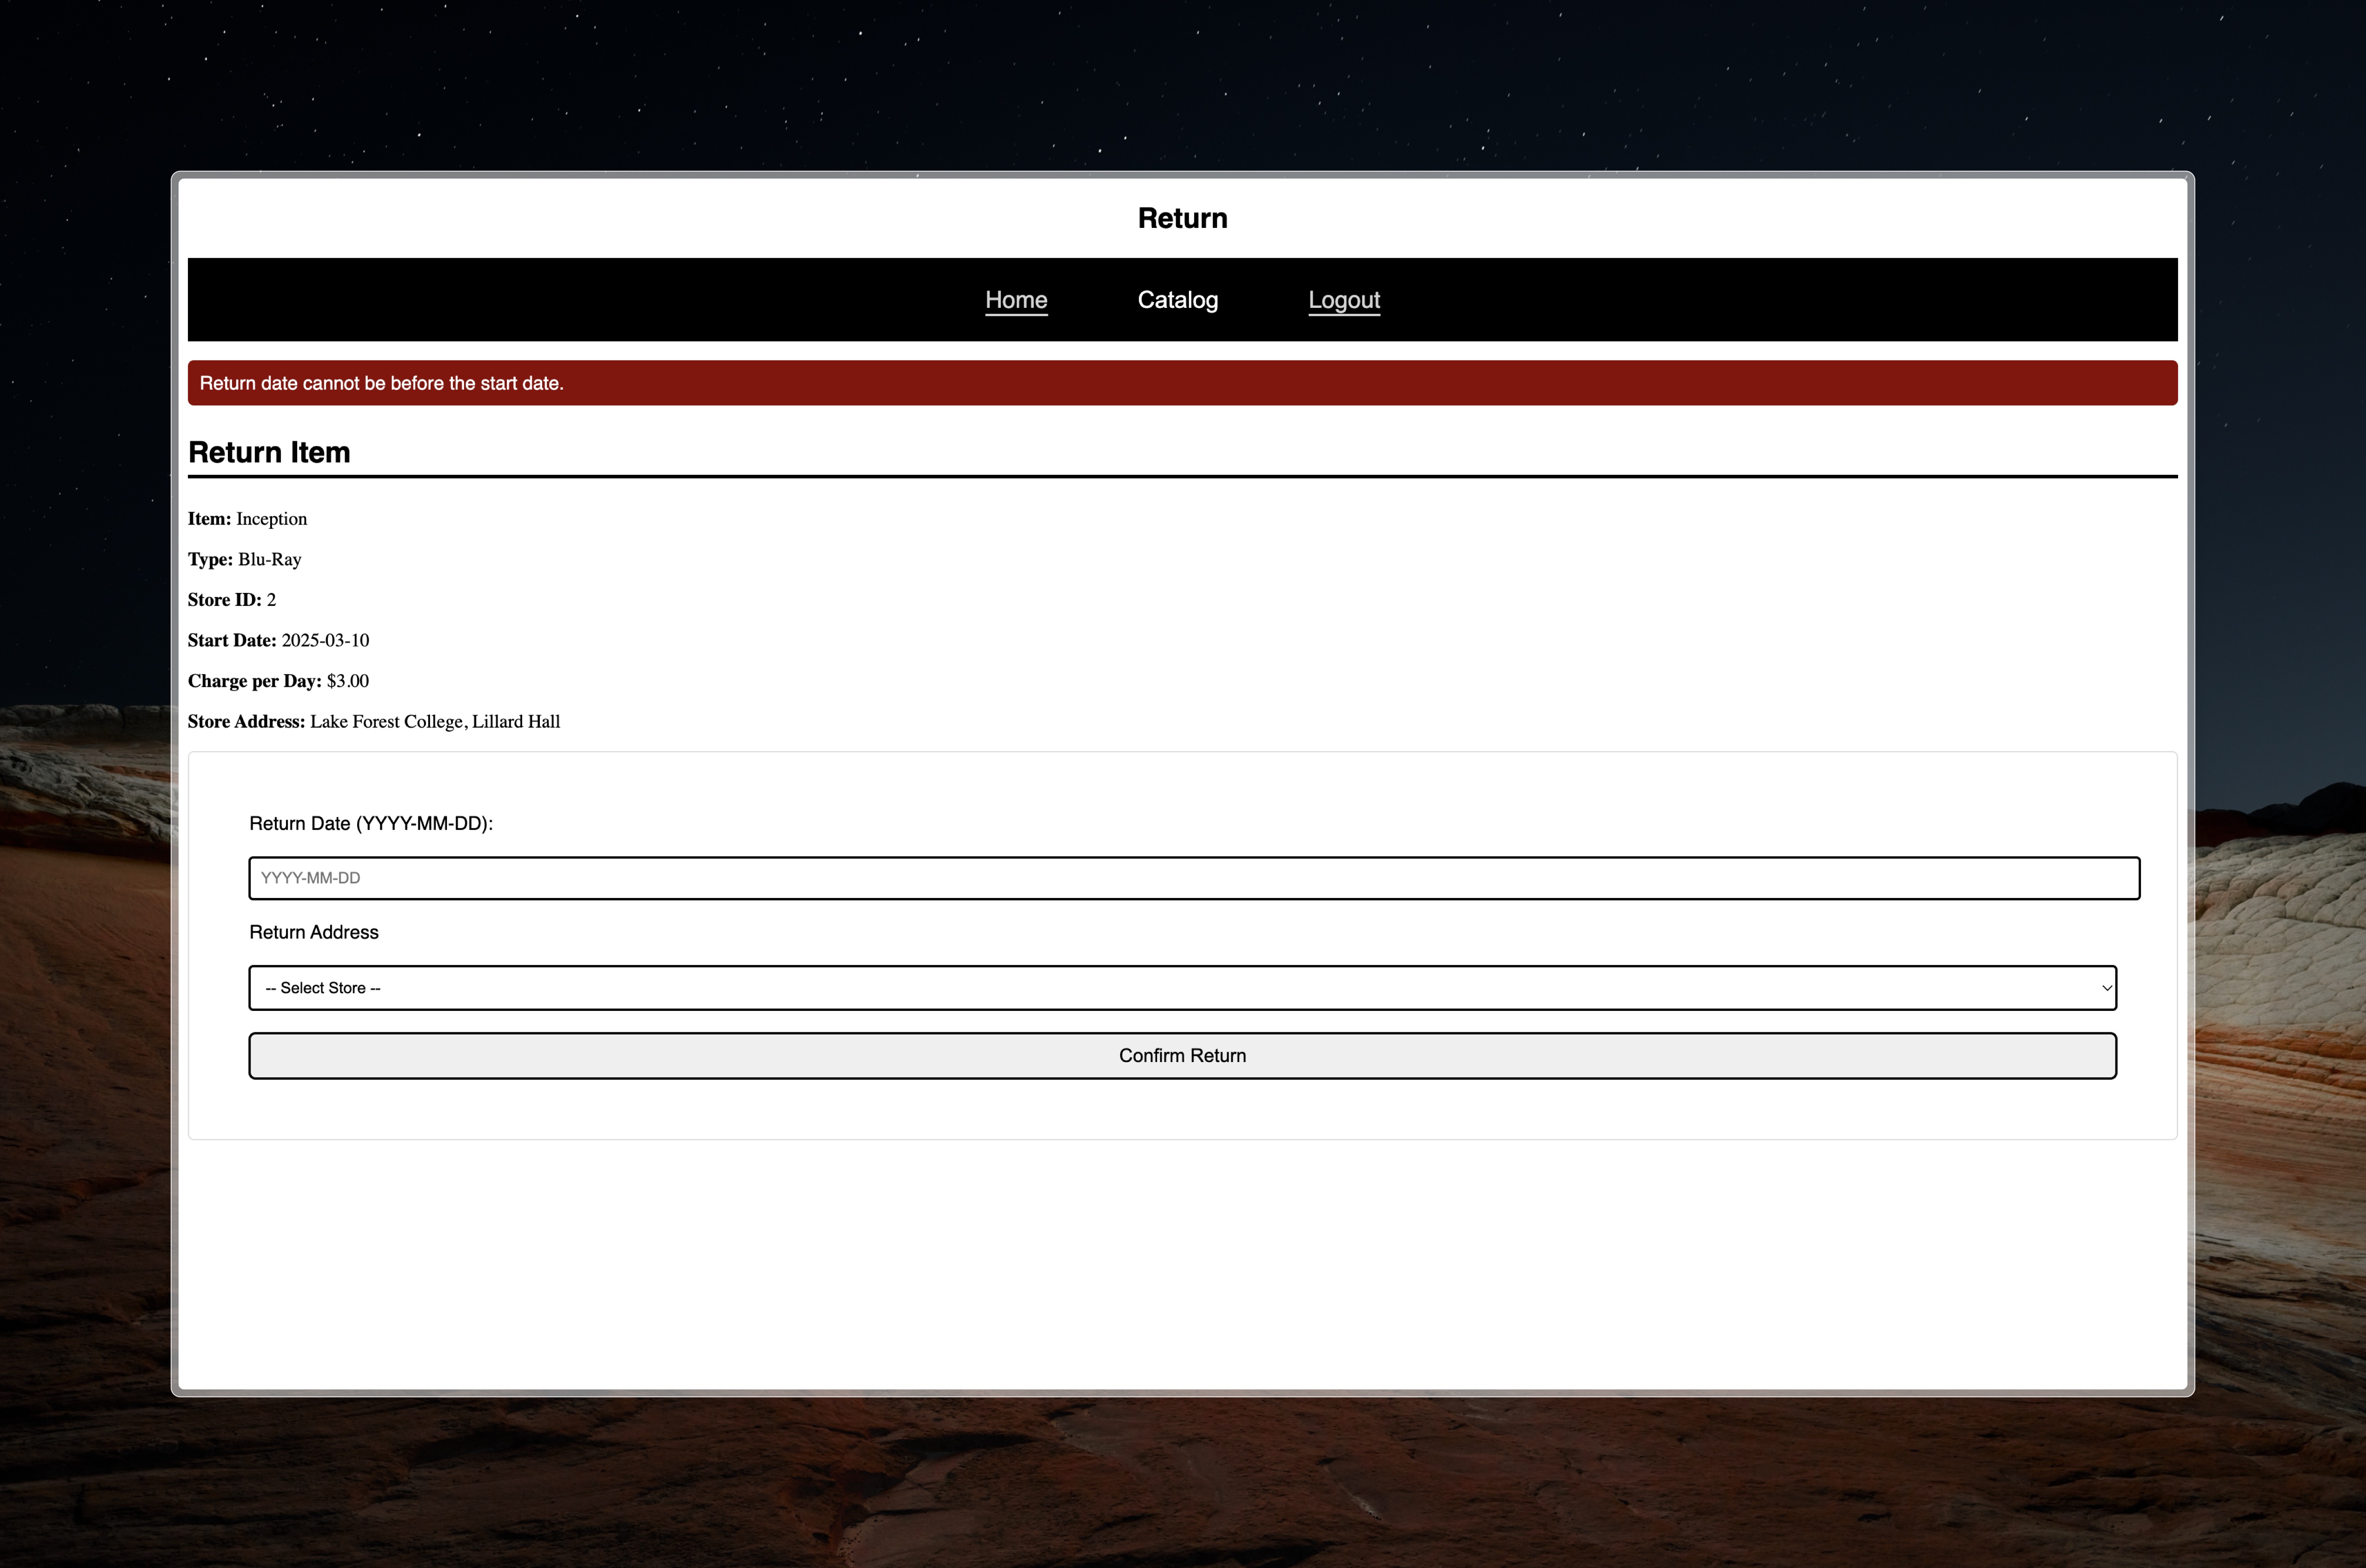 Return
Home Catalog Logout
Return date cannot be before the start date.
Return Item
Item: Inception
Type: Blu-Ray
Store ID: 2
Start Date: 2025-03-10
Charge per Day: $3.00
Store Address: Lake Forest College, Lillard Hall
Return Date (YYYY-MM-DD):
YYYY-MM-DD
Return Address
-- Select Store --
Confirm Return